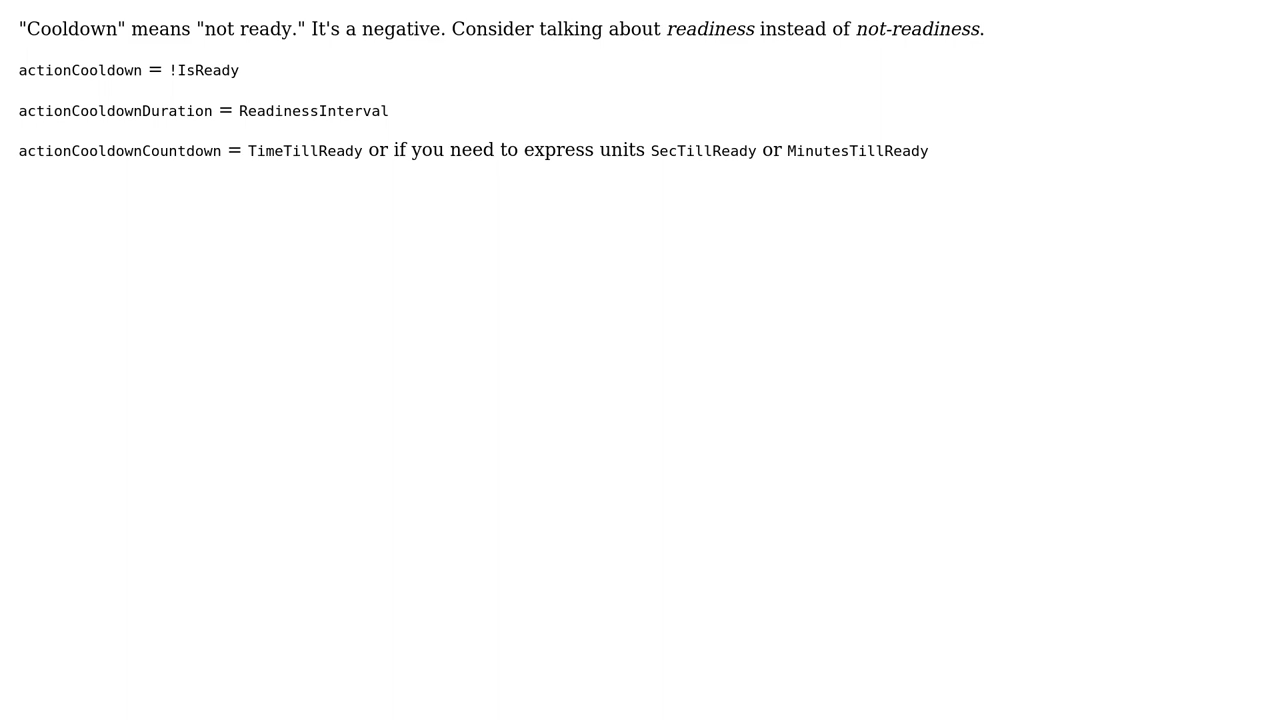 "Cooldown" means "not ready." It's a negative. Consider talking about readiness instead of not-readiness.
actionCooldown = !IsReady
actionCooldownDuration = ReadinessInterval
actionCooldownCountdown = TimeTillReady or if you need to express units SecTillReady or MinutesTillReady